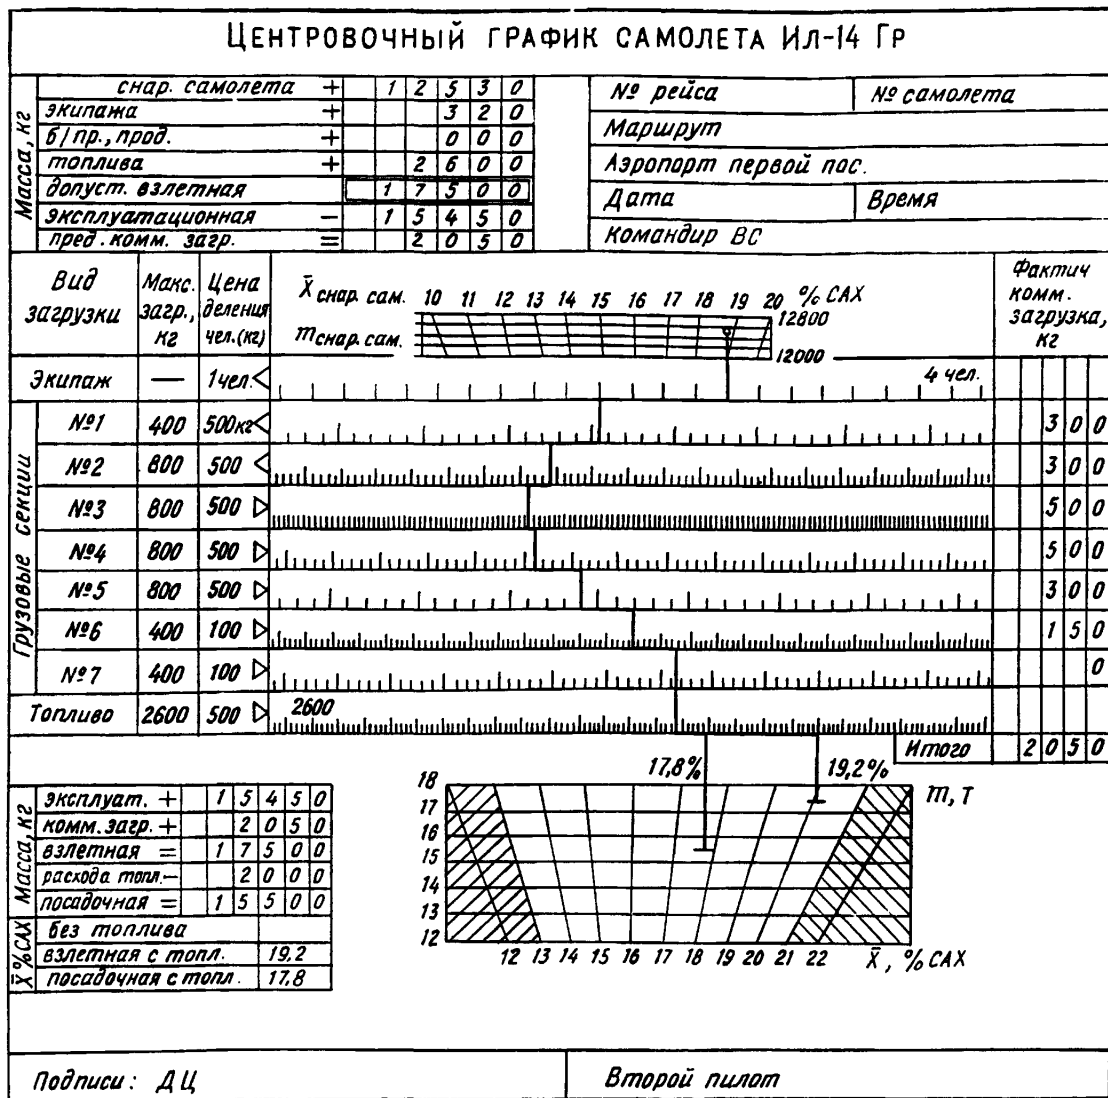 ЦЕНТРОВОЧНЫЙ ГРАФИК САМОЛЕТА ИЛ-14 ГР
Масса, кг
снар. самолета + 1 2 5 3 0
экипажа + 3 2 0
б/пр., прод. + 0 0 0
топлива + 2 6 0 0
допуст. взлетная 1 7 5 0 0
эксплуатационная – 1 5 4 5 0
пред. комм. загр. = 2 0 5 0
№ рейса № самолета
Маршрут
Аэропорт первой пос.
Дата Время
Командир ВС
Вид загрузки
Макс. загр., кг
Цена деления чел.(кг)
X̄ снар. сам. 10 11 12 13 14 15 16 17 18 19 20 % САХ
m снар. сам.
12800
12000
Фактич комм. загрузка, кг
Экипаж — 1чел. 4 чел.
Грузовые секции
№1 400 500кг 3 0 0
№2 800 500 3 0 0
№3 800 500 5 0 0
№4 800 500 5 0 0
№5 800 500 3 0 0
№6 400 100 1 5 0
№7 400 100 0
Топливо 2600 500 2600
Итого 2 0 5 0
Масса, кг
эксплуат. + 1 5 4 5 0
комм. загр. + 2 0 5 0
взлетная = 1 7 5 0 0
расхода топл. – 2 0 0 0
посадочная = 1 5 5 0 0
X̄ % САХ
без топлива
взлетная с топл. 19,2
посадочная с топл. 17,8
17,8% 19,2%
18
17
16
15
14
13
12
m, т
12 13 14 15 16 17 18 19 20 21 22 X̄, % САХ
Подписи: ДЦ
Второй пилот